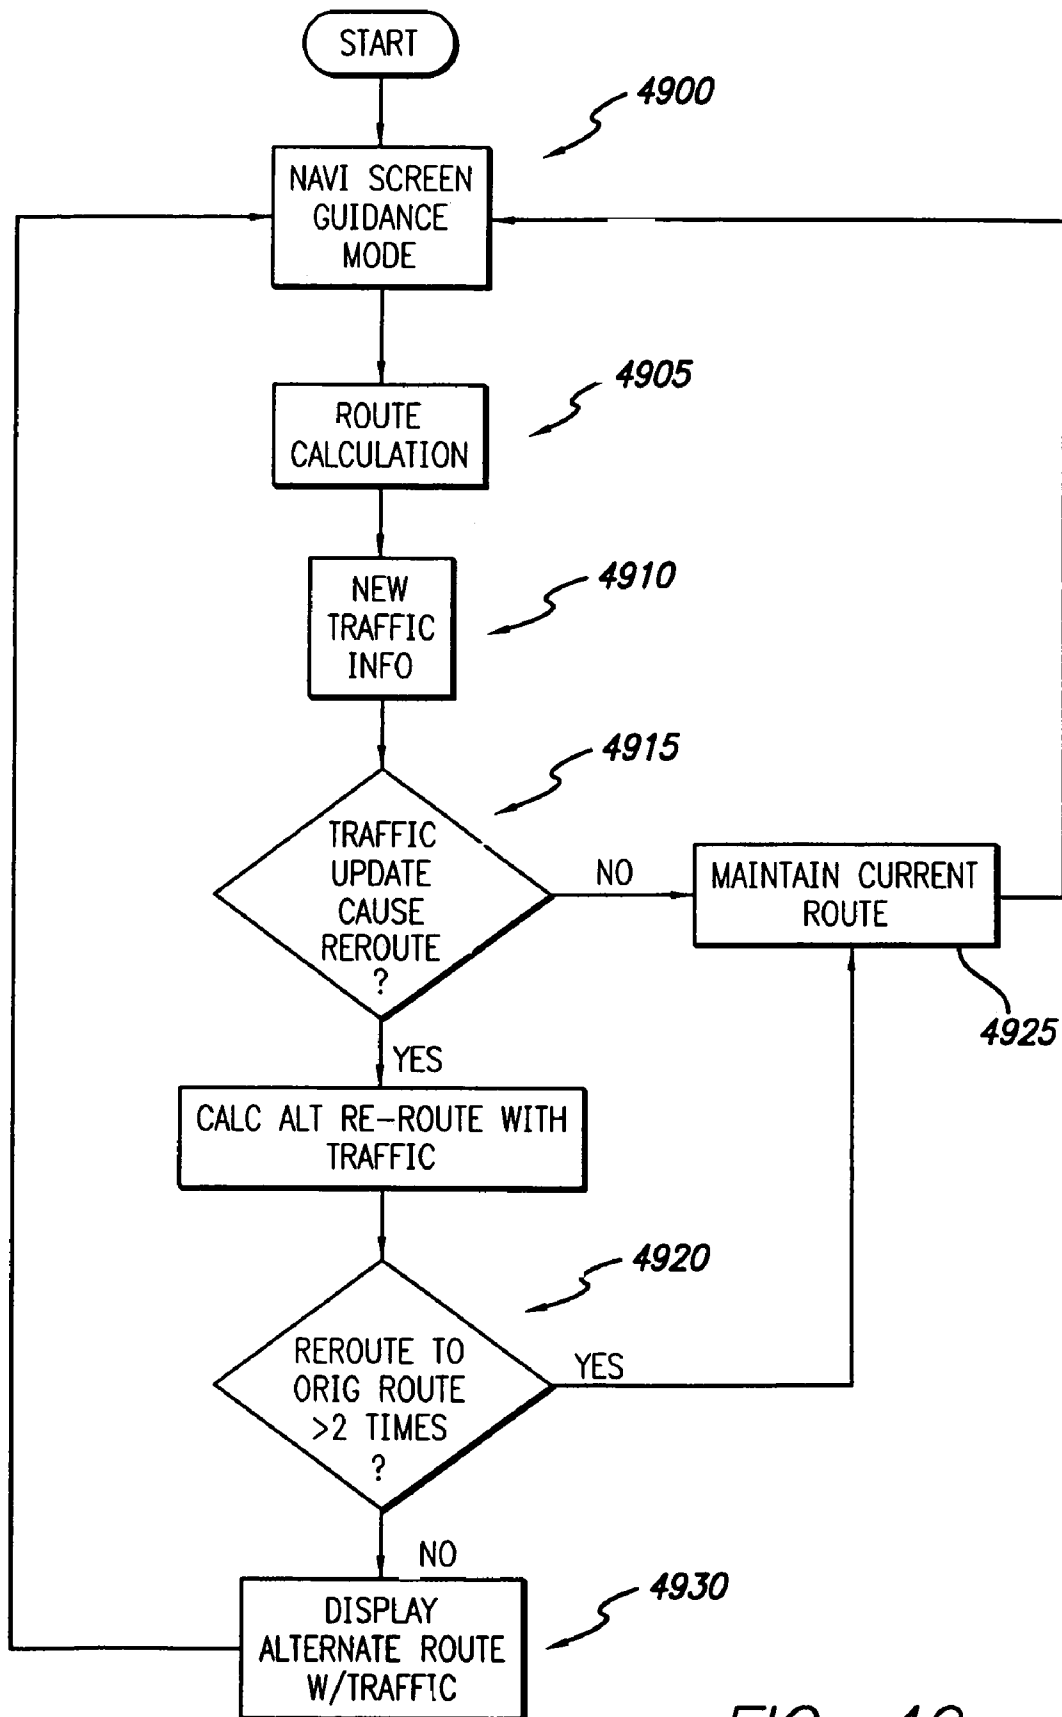 START
4900
NAVI SCREEN
GUIDANCE
MODE
4905
ROUTE
CALCULATION
4910
NEW
TRAFFIC
INFO
4915
TRAFFIC
UPDATE
CAUSE
REROUTE
?
NO
MAINTAIN CURRENT
ROUTE
4925
YES
CALC ALT RE-ROUTE WITH
TRAFFIC
4920
REROUTE TO
ORIG ROUTE
>2 TIMES
?
YES
NO
4930
DISPLAY
ALTERNATE ROUTE
W/TRAFFIC